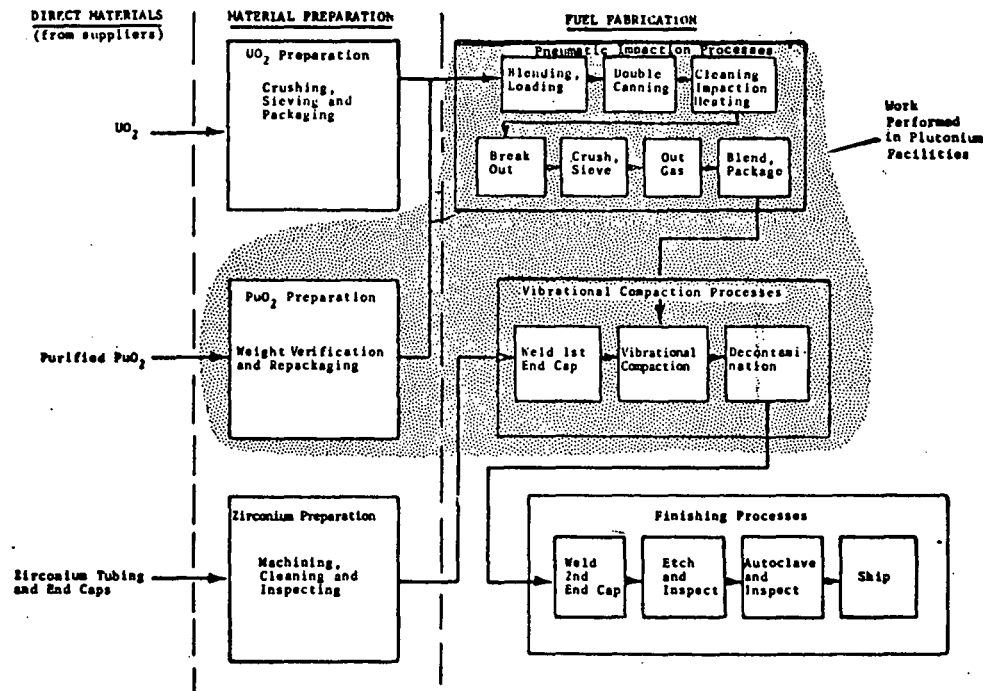 DIRECT MATERIALS
(from suppliers)
MATERIAL PREPARATION
FUEL FABRICATION
UO2
UO2 Preparation
Crushing,
Sieving and
Packaging
Pneumatic Impaction Processes
Blending,
Loading
Double
Canning
Cleaning
Impaction
Heating
Break
Out
Crush,
Sieve
Out
Gas
Blend,
Package
Work
Performed
in Plutonium
Facilities
Purified PuO2
PuO2 Preparation
Weight Verification
and Repackaging
Vibrational Compaction Processes
Weld 1st
End Cap
Vibrational
Compaction
Decontami-
nation
Zirconium Tubing
and End Caps
Zirconium Preparation
Machining,
Cleaning and
Inspecting
Finishing Processes
Weld
2nd
End Cap
Etch
and
Inspect
Autoclave
and
Inspect
Ship